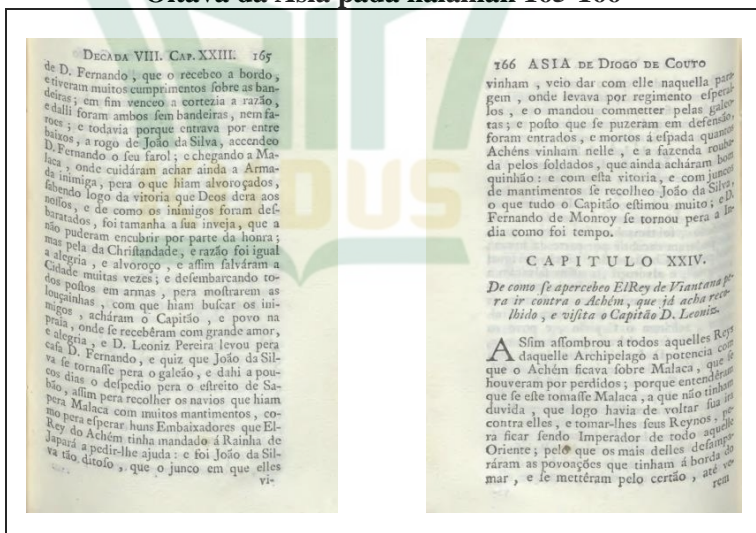 Oitava da Asia pada halaman 165-166
DECADA VIII. CAP. XXIII. 165
de D. Fernando ; que o recebeo a bordo,
e tiveram muitos cumprimentos ſobre as ban-
deiras; em fim venceo a cortezia a razão,
e dalli foram ambos ſem bandeiras, nem fa-
roes ; e todavia porque entrava por entre
baixos, a rogo de João da Silva, accendeo
D. Fernando o ſeu farol; e chegando a Ma-
laca, onde cuidáram achar ainda a Arma-
da inimiga, pera o que hiam alvoroçados,
ſabendo logo da vitoria que Deos dera aos
noſſos, e de como os inimigos foram deſ-
baratados, foi tamanha a ſua inveja, que a
não puderam encubrir por parte da honra;
mas pela da Chriſtandade, e razão foi igual
a alegria, e alvoroço, e aſſim ſalváram a
Cidade muitas vezes; e deſembarcando to-
dos poſtos em armas, pera moſtrarem as
louçainhas, com que hiam buſcar os ini-
migos, acháram o Capitão, e povo na
praia, onde ſe recebêram com grande amor,
e alegria, e D. Leoniz Pereira levou pera
caſa D. Fernando, e quiz que João da Sil-
va ſe tornaſſe pera o galeão, e dahi a pou-
cos dias o deſpedio pera o eſtreito de Sa-
bão, aſſim pera recolher os navios que hiam
pera Malaca com muitos mantimentos, co-
mo pera eſperar huns Embaixadores que El-
Rey do Achém tinha mandado á Rainha de
Japará a pedir-lhe ajuda : e foi João da Sil-
va tão ditoſo, que o junco em que elles
vi-
166 ASIA DE DIOGO DE COUTO
vinham, veio dar com elle naquella para-
gem, onde levava por regimento eſperal-
los, e o mandou commetter pelas galeo-
tas; e poſto que ſe puzeram em defensão,
foram entrados, e mortos á eſpada quantos
Achéns vinham nelle, e a fazenda rouba-
da pelos ſoldados, que ainda acháram bom
quinhão : e com eſta vitoria, e com juncos
de mantimentos ſe recolheo João da Silva,
o que tudo o Capitão eſtimou muito; e D.
Fernando de Monroy ſe tornou pera a In-
dia como foi tempo.
CAPITULO XXIV.
De como ſe apercebeo ElRey de Viantana pe-
ra ir contra o Achém, que já acha reco-
lhido, e viſita o Capitão D. Leoniz.
ASſim aſſombrou a todos aquelles Reys
daquelle Archipelago a potencia com
que o Achém ficava ſobre Malaca, que ſe
houveram por perdidos; porque entendêram
que ſe eſte tomaſſe Malaca, a que não tinham
duvida, que logo havia de voltar ſua ira
contra elles, e tomar-lhes ſeus Reynos, pe-
ra ficar ſendo Imperador de todo aquelle
Oriente; pelo que os mais delles deſampa-
ráram as povoações que tinham á borda do
mar, e ſe mettêram pelo certão, até ve-
rem